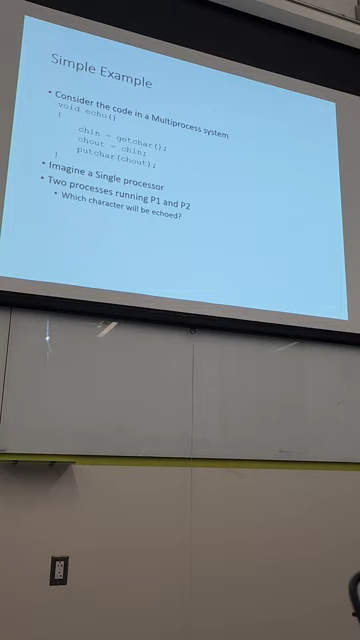 Simple Example
• Consider the code in a Multiprocess system
void echo()
{
chin = getchar();
chout = chin;
putchar(chout);
}
• Imagine a Single processor
• Two processes running P1 and P2
• Which character will be echoed?